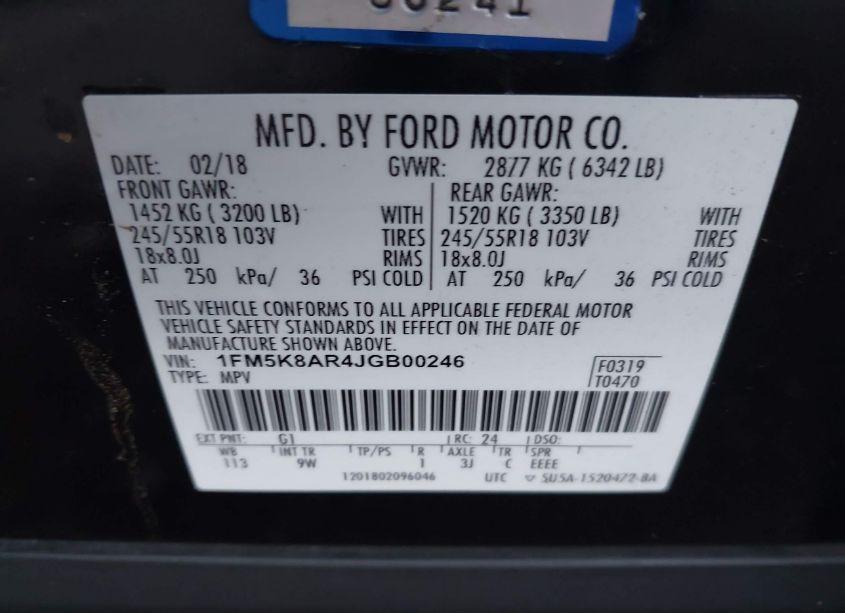 MFD. BY FORD MOTOR CO.
DATE: 02/18 GVWR: 2877 KG ( 6342 LB)
FRONT GAWR: REAR GAWR:
1452 KG ( 3200 LB) WITH 1520 KG ( 3350 LB) WITH
245/55R18 103V TIRES 245/55R18 103V TIRES
18x8.0J RIMS 18x8.0J RIMS
AT 250 kPa/ 36 PSI COLD AT 250 kPa/ 36 PSI COLD
THIS VEHICLE CONFORMS TO ALL APPLICABLE FEDERAL MOTOR
VEHICLE SAFETY STANDARDS IN EFFECT ON THE DATE OF
MANUFACTURE SHOWN ABOVE.
VIN: 1FM5K8AR4JGB00246 F0319
TYPE: MPV T0470
EXT PNT: G1 RC: 24 DSO:
WB INT TR TP/PS R AXLE TR SPR
113 9W 1 3J C EEEE
1201802096046 UTC ▽ 5U5A-1520472-BA